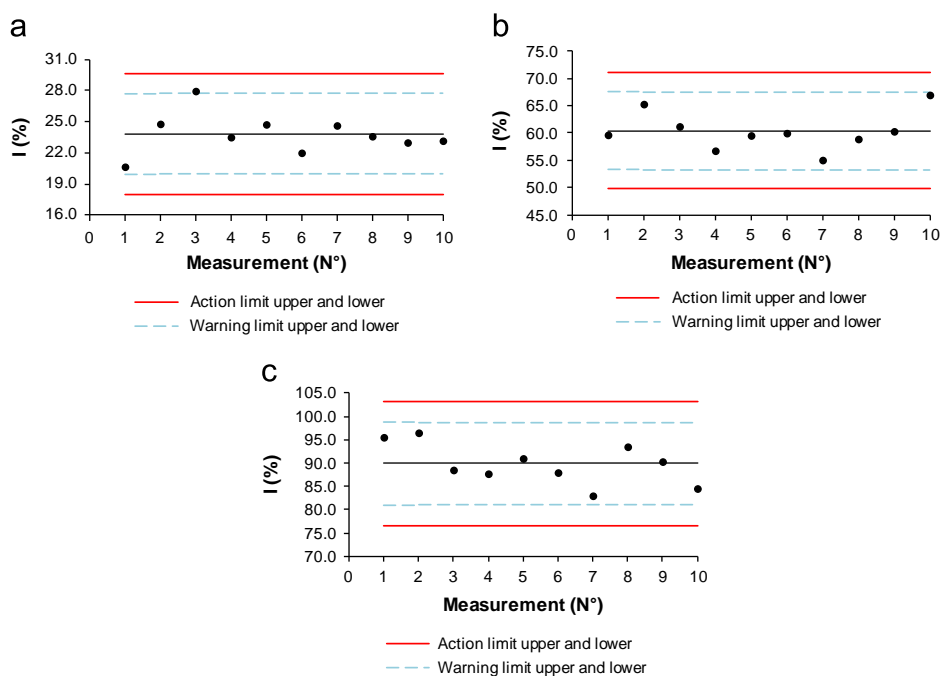 a
31.0
28.0
25.0
22.0
19.0
16.0
I (%)
0 1 2 3 4 5 6 7 8 9 10
Measurement (N°)
Action limit upper and lower
Warning limit upper and lower
b
75.0
70.0
65.0
60.0
55.0
50.0
45.0
I (%)
0 1 2 3 4 5 6 7 8 9 10
Measurement (N°)
Action limit upper and lower
Warning limit upper and lower
c
105.0
100.0
95.0
90.0
85.0
80.0
75.0
70.0
I (%)
0 1 2 3 4 5 6 7 8 9 10
Measurement (N°)
Action limit upper and lower
Warning limit upper and lower